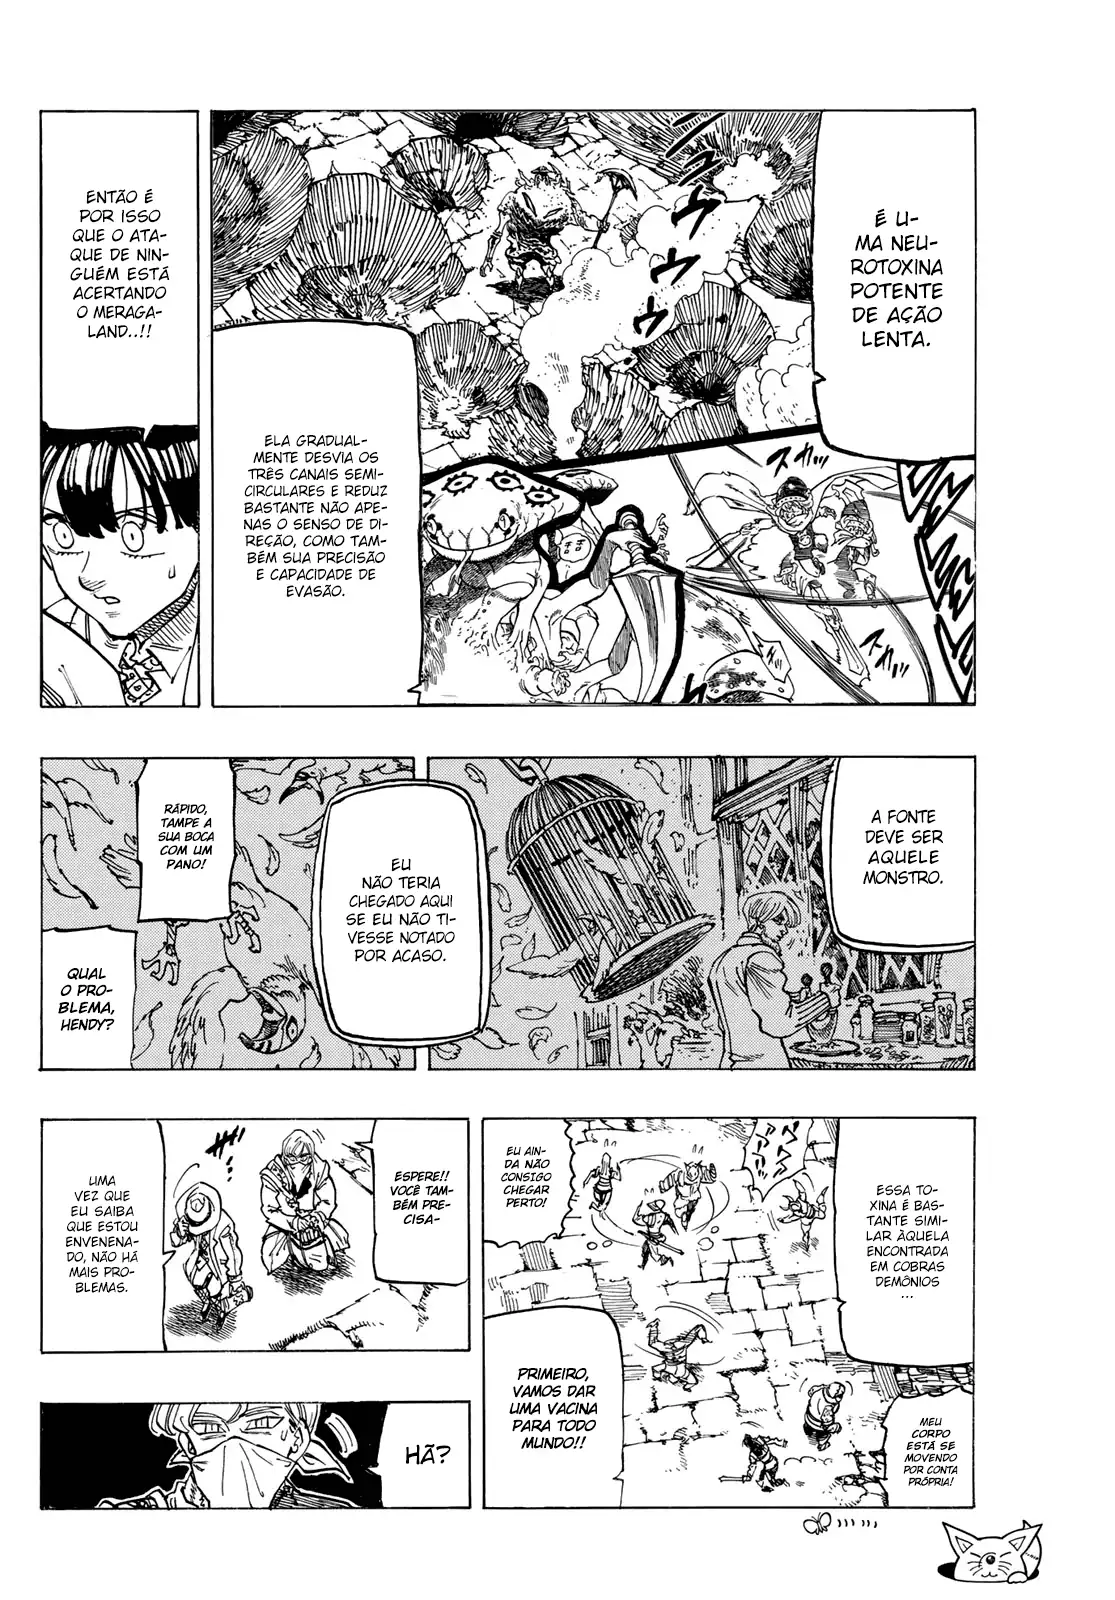 É U-
MA NEU-
ROTOXINA
POTENTE
DE AÇÃO
LENTA.
ELA GRADUAL-
MENTE DESVIA OS
TRÊS CANAIS SEMI-
CIRCULARES E REDUZ
BASTANTE NÃO APE-
NAS O SENSO DE DI-
REÇÃO, COMO TAM-
BÉM SUA PRECISÃO
E CAPACIDADE DE
EVASÃO.
ENTÃO É
POR ISSO
QUE O ATA-
QUE DE NIN-
GUÉM ESTÁ
ACERTANDO
O MERAGA-
LAND..!!
A FONTE
DEVE SER
AQUELE
MONSTRO.
EU
NÃO TERIA
CHEGADO AQUI
SE EU NÃO TI-
VESSE NOTADO
POR ACASO.
RÁPIDO,
TAMPE A
SUA BOCA
COM UM
PANO!
QUAL
O PRO-
BLEMA,
HENDY?
ESSA TO-
XINA É BAS-
TANTE SIMI-
LAR ÀQUELA
ENCONTRADA
EM COBRAS
DEMÔNIOS
...
EU AIN-
DA NÃO
CONSIGO
CHEGAR
PERTO!
MEU
CORPO
ESTÁ SE
MOVENDO
POR CONTA
PRÓPRIA!
PRIMEIRO,
VAMOS DAR
UMA VACINA
PARA TODO
MUNDO!!
ESPERE!!
VOCÊ TAM-
BÉM PRE-
CISA-
UMA
VEZ QUE
EU SAIBA
QUE ESTOU
ENVENENA-
DO, NÃO HÁ
MAIS PRO-
BLEMAS.
HÃ?